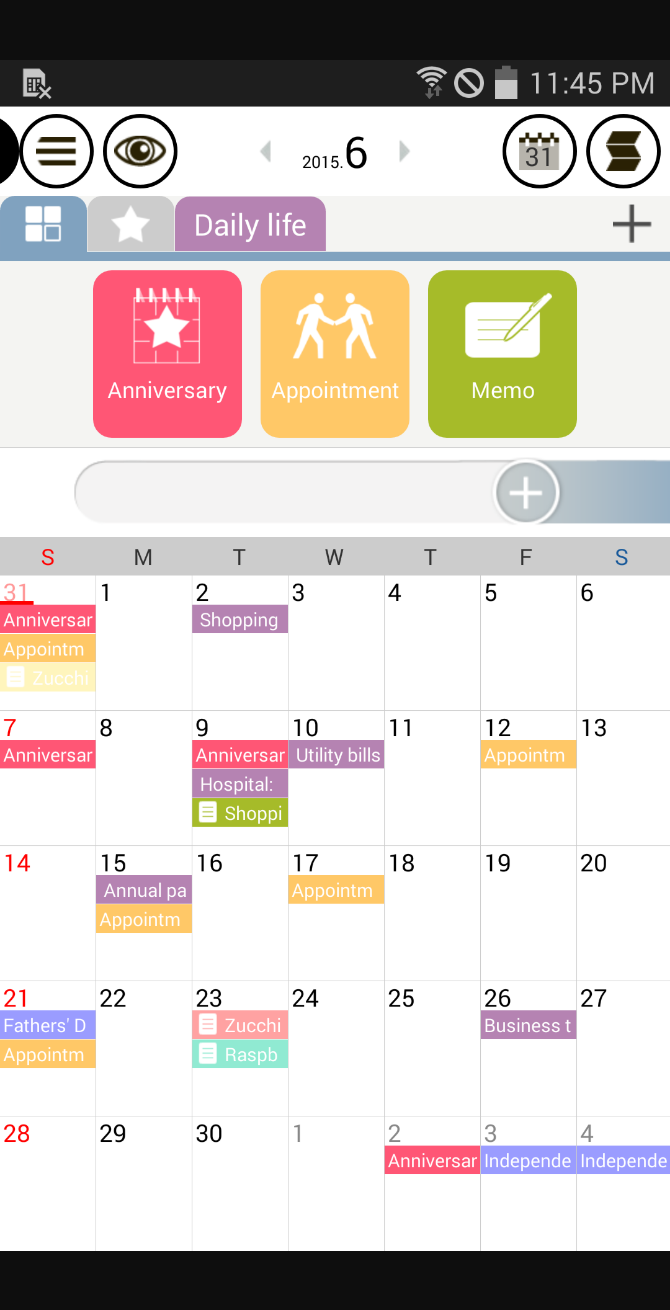 11:45 PM
2015.6
31
Daily life
Anniversary Appointment Memo
S M T W T F S
31 1 2 3 4 5 6
Anniversar Shopping
Appointm
Zucchi
7 8 9 10 11 12 13
Anniversar Anniversar Utility bills Appointm
Hospital:
Shoppi
14 15 16 17 18 19 20
Annual pa Appointm
Appointm
21 22 23 24 25 26 27
Fathers' D Zucchi Business t
Appointm Raspb
28 29 30 1 2 3 4
Anniversar Independe Independe